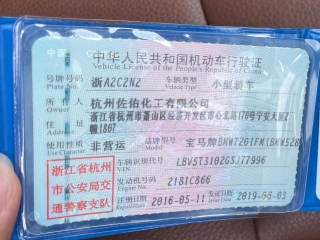 中华人民共和国机动车行驶证
Vehicle License of the People's Republic of China
号牌号码 浙A2C2N2 车辆类型 小型轿车
Plate No. Vehicle Type
所有人 杭州佐佑化工有限公司
Owner
住址 浙江省杭州市萧山区经济开发区市心北路178号宁安大厦2
幢1807
使用性质 非营运 品牌型号 宝马牌BMW7201
车辆识别代号 LBV5T3102GSJ77996
VIN
浙江省杭州
市公安局交
通警察支队
发动机号码 2181C866
注册日期 2016-05-11 发证日期 2019-06-03